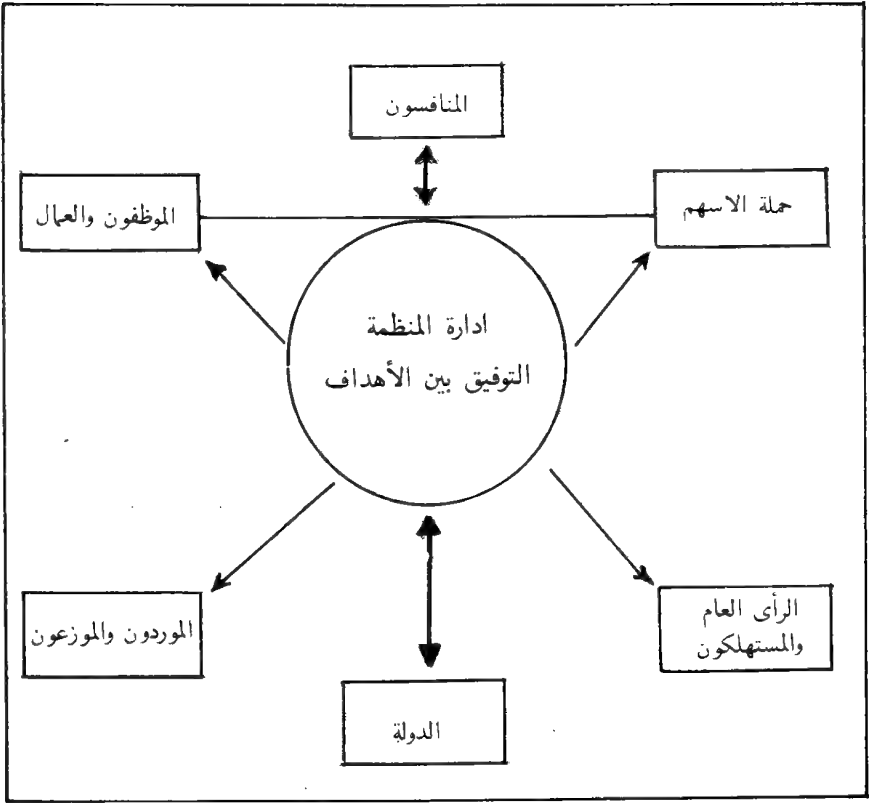 المنافسون
حملة الاسهم
الموظفون والعمال
ادارة المنظمة
التوفيق بين الأهداف
الرأى العام
والمستهلكون
الموردون والموزعون
الدولة